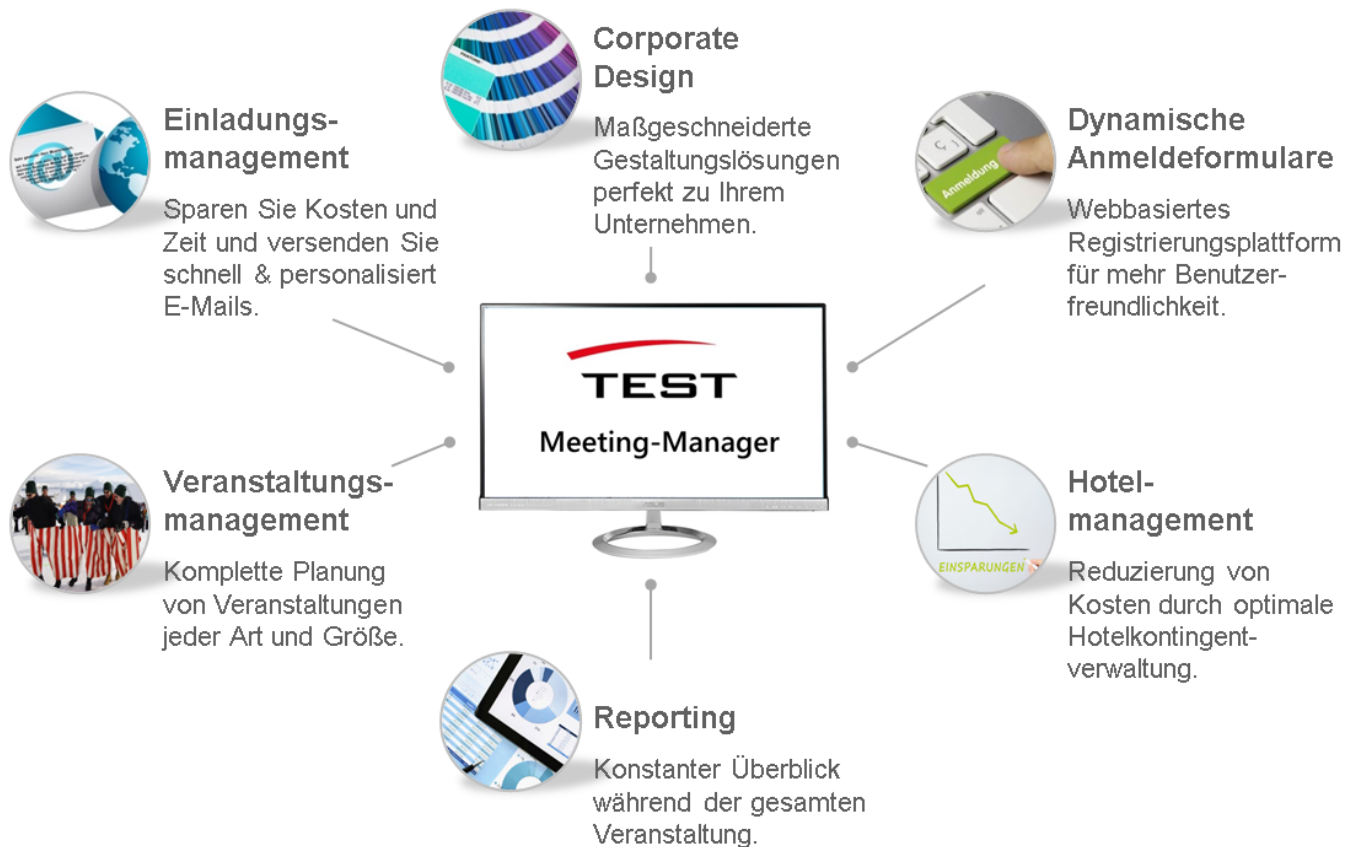 Corporate
Design
Maßgeschneiderte
Gestaltungslösungen
perfekt zu Ihrem
Unternehmen.
Einladungs-
management
Sparen Sie Kosten und
Zeit und versenden Sie
schnell & personalisiert
E-Mails.
Anmeldung
Dynamische
Anmeldeformulare
Webbasiertes
Registrierungsplattform
für mehr Benutzer-
freundlichkeit.
TEST
Meeting-Manager
ASUS
Veranstaltungs-
management
Komplette Planung
von Veranstaltungen
jeder Art und Größe.
EINSPARUNGEN
Hotel-
management
Reduzierung von
Kosten durch optimale
Hotelkontingent-
verwaltung.
Reporting
Konstanter Überblick
während der gesamten
Veranstaltung.